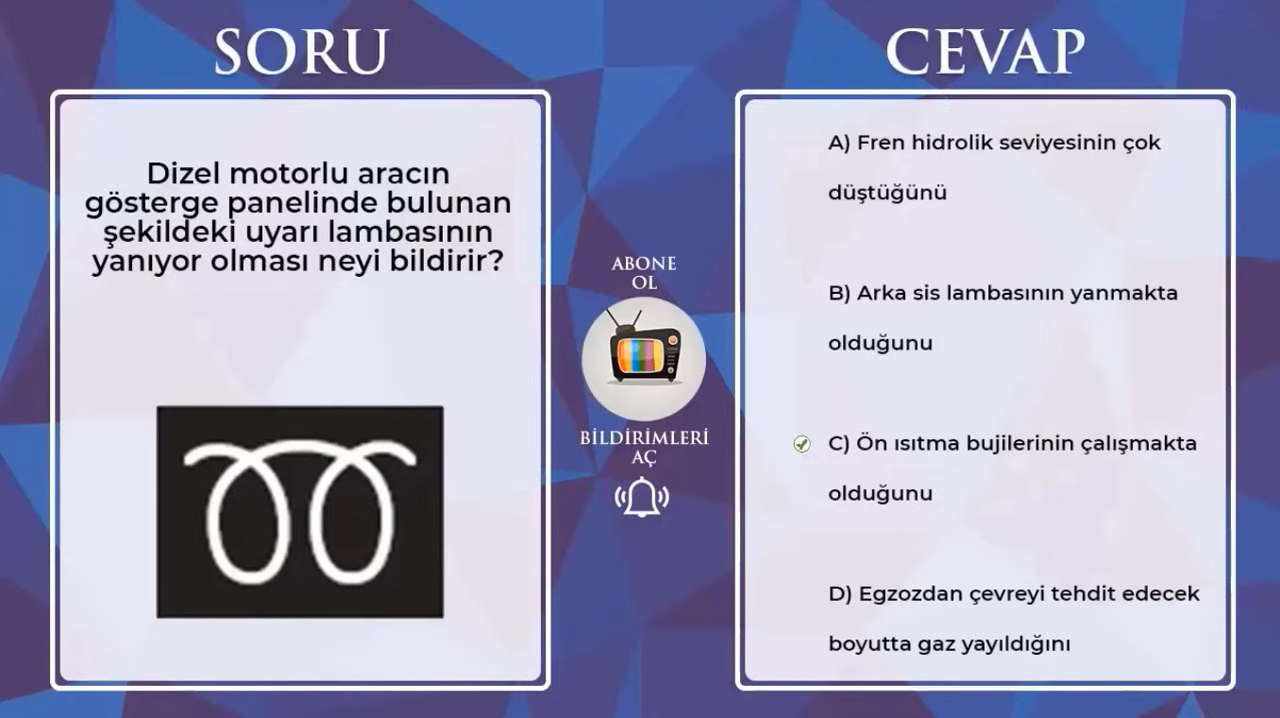 SORU
Dizel motorlu aracın
gösterge panelinde bulunan
şekildeki uyarı lambasının
yanıyor olması neyi bildirir?
ABONE
OL
BİLDİRİMLERİ
AÇ
CEVAP
A) Fren hidrolik seviyesinin çok
düştüğünü
B) Arka sis lambasının yanmakta
olduğunu
C) Ön ısıtma bujilerinin çalışmakta
olduğunu
D) Egzozdan çevreyi tehdit edecek
boyutta gaz yayıldığını